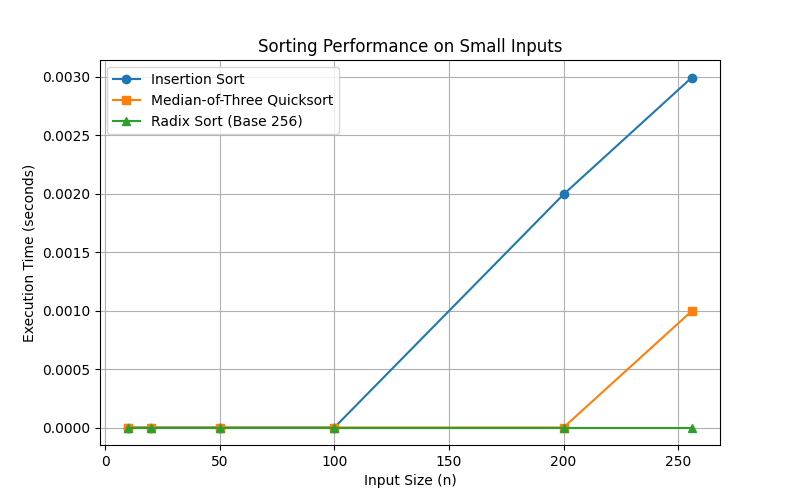 Sorting Performance on Small Inputs
Insertion Sort
Median-of-Three Quicksort
Radix Sort (Base 256)
Execution Time (seconds)
0.0030
0.0025
0.0020
0.0015
0.0010
0.0005
0.0000
0 50 100 150 200 250
Input Size (n)